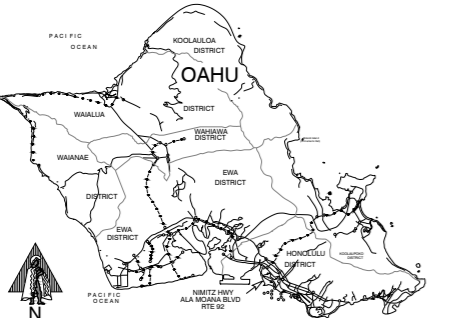 PACIFIC
OCEAN
KOOLAULOA
DISTRICT
OAHU
DISTRICT
WAIALUA
WAHIAWA
DISTRICT
WAIANAE
EWA
DISTRICT
DISTRICT
EWA
DISTRICT
HONOLULU
DISTRICT
KOOLAUPOKO
DISTRICT
PACIFIC
OCEAN
NIMITZ HWY
ALA MOANA BLVD
RTE 92
N